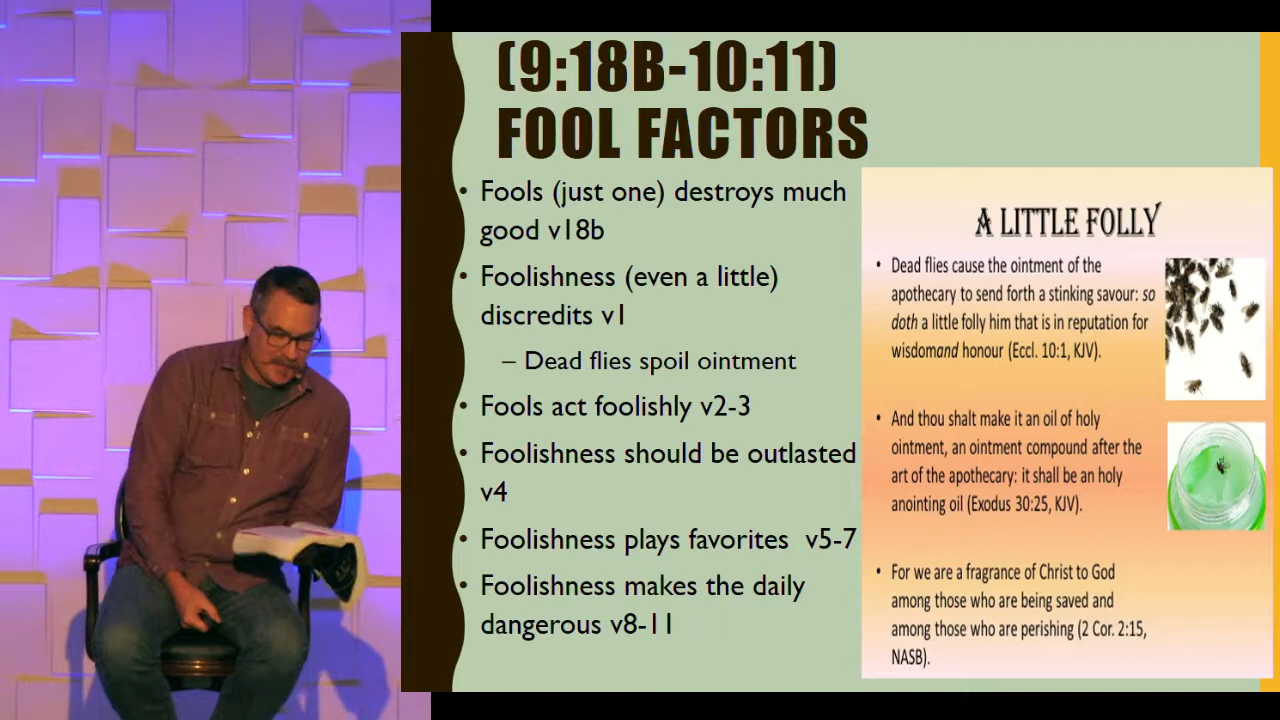 (9:18B-10:11)
FOOL FACTORS
• Fools (just one) destroys much
good v18b
• Foolishness (even a little)
discredits v1
– Dead flies spoil ointment
• Fools act foolishly v2-3
• Foolishness should be outlasted
v4
• Foolishness plays favorites v5-7
• Foolishness makes the daily
dangerous v8-11
A LITTLE FOLLY
• Dead flies cause the ointment of the
apothecary to send forth a stinking savour: so
doth a little folly him that is in reputation for
wisdomand honour (Eccl. 10:1, KJV).
• And thou shalt make it an oil of holy
ointment, an ointment compound after the
art of the apothecary: it shall be an holy
anointing oil (Exodus 30:25, KJV).
• For we are a fragrance of Christ to God
among those who are being saved and
among those who are perishing (2 Cor. 2:15,
NASB).